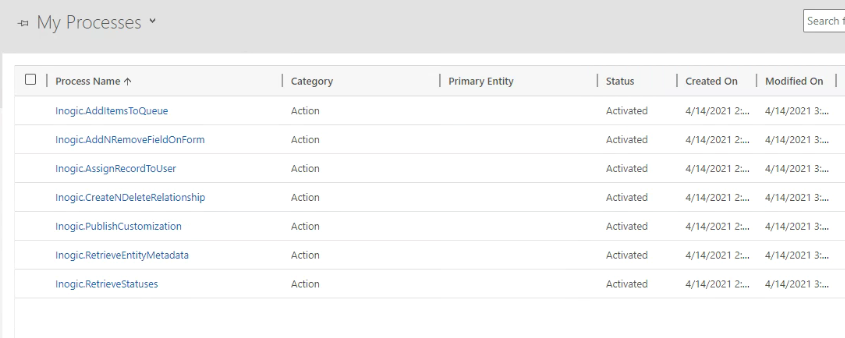 My Processes
Search f
Process Name ↑ Category Primary Entity Status Created On Modified On
Inogic.AddItemsToQueue Action Activated 4/14/2021 2:... 4/14/2021 3:...
Inogic.AddNRemoveFieldOnForm Action Activated 4/14/2021 2:... 4/14/2021 3:...
Inogic.AssignRecordToUser Action Activated 4/14/2021 2:... 4/14/2021 3:...
Inogic.CreateNDeleteRelationship Action Activated 4/14/2021 2:... 4/14/2021 3:...
Inogic.PublishCustomization Action Activated 4/14/2021 2:... 4/14/2021 3:...
Inogic.RetrieveEntityMetadata Action Activated 4/14/2021 2:... 4/14/2021 3:...
Inogic.RetrieveStatuses Action Activated 4/14/2021 2:... 4/14/2021 3:...